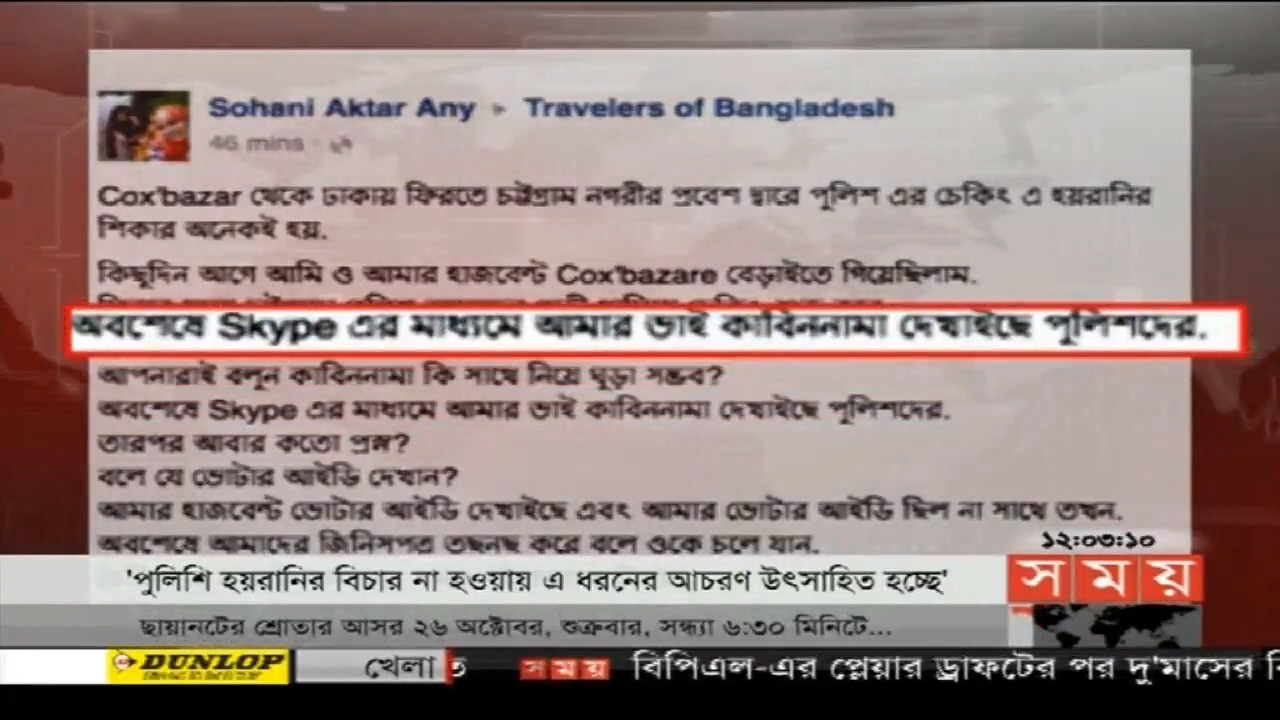 Sohani Aktar Any ▸ Travelers of Bangladesh
46 mins
Cox'bazar থেকে ঢাকায় ফিরতে চট্টগ্রাম নগরীর প্রবেশ দ্বারে পুলিশ এর চেকিং এ হয়রানির
শিকার অনেকই হয়.
কিছুদিন আগে আমি ও আমার হাজবেন্ট Cox'bazare বেড়াইতে গিয়েছিলাম.
অবশেষে Skype এর মাধ্যমে আমার ভাই কাবিননামা দেখাইছে পুলিশদের.
আপনারাই বলুন কাবিননামা কি সাথে নিয়ে ঘুড়া সম্ভব?
অবশেষে Skype এর মাধ্যমে আমার ভাই কাবিননামা দেখাইছে পুলিশদের.
তারপর আবার কতো প্রশ্ন?
বলে যে ভোটার আইডি দেখান?
আমার হাজবেন্ট ভোটার আইডি দেখাইছে এবং আমার ভোটার আইডি ছিল না সাথে তখন.
অবশেষে আমাদের জিনিসপত্র তছনছ করে বলে ওকে চলে যান.
১২:০৩:১০
'পুলিশি হয়রানির বিচার না হওয়ায় এ ধরনের আচরণ উৎসাহিত হচ্ছে'
সময়
ছায়ানটের শ্রোতার আসর ২৬ অক্টোবর, শুক্রবার, সন্ধ্যা ৬:৩০ মিনিটে...
DUNLOP খেলা সময় বিপিএল-এর প্লেয়ার ড্রাফটের পর দু'মাসের